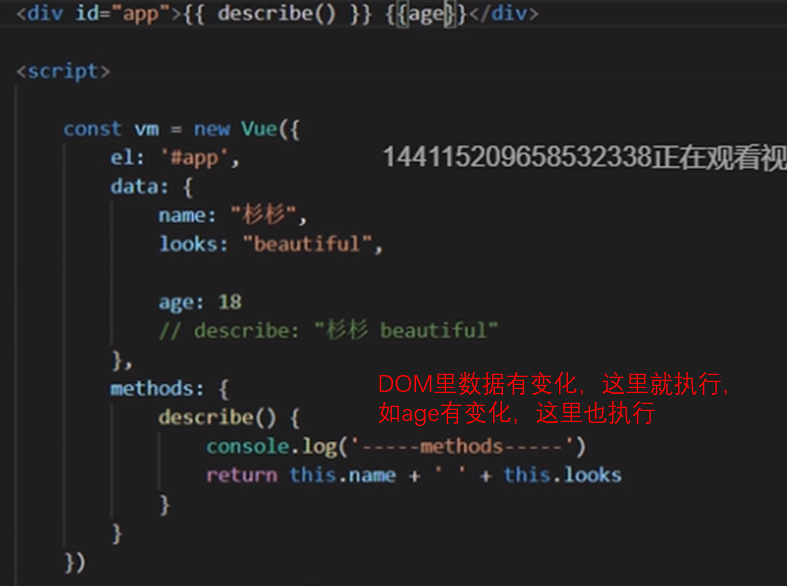 <div id="app">{{ describe() }} {{age}}</div>
<script>
const vm = new Vue({
el: '#app',
144115209658532338正在观看视
data: {
name: "杉杉",
looks: "beautiful",
age: 18
// describe: "杉杉 beautiful"
},
methods: {
DOM里数据有变化，这里就执行，
如age有变化，这里也执行
describe() {
console.log('-----methods-----')
return this.name + ' ' + this.looks
}
}
})